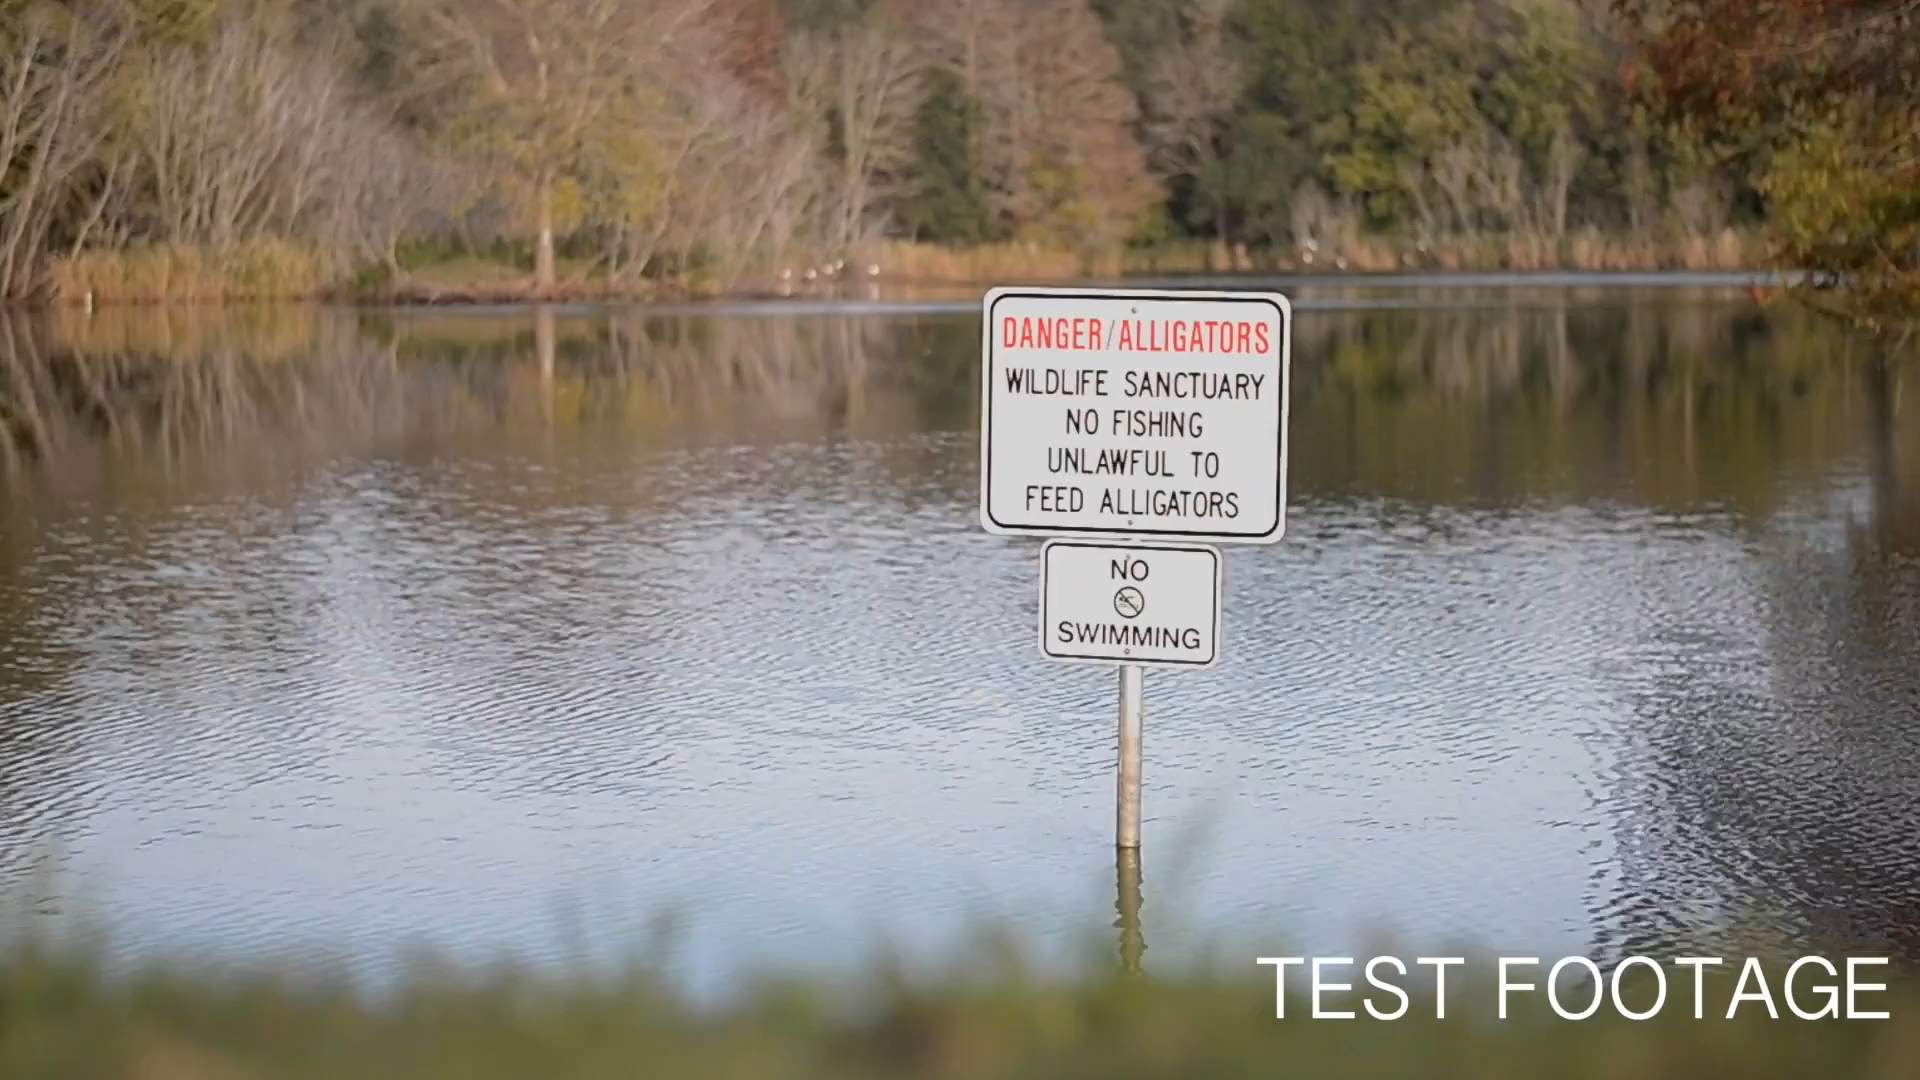 DANGER/ALLIGATORS
WILDLIFE SANCTUARY
NO FISHING
UNLAWFUL TO
FEED ALLIGATORS
NO
SWIMMING
TEST FOOTAGE